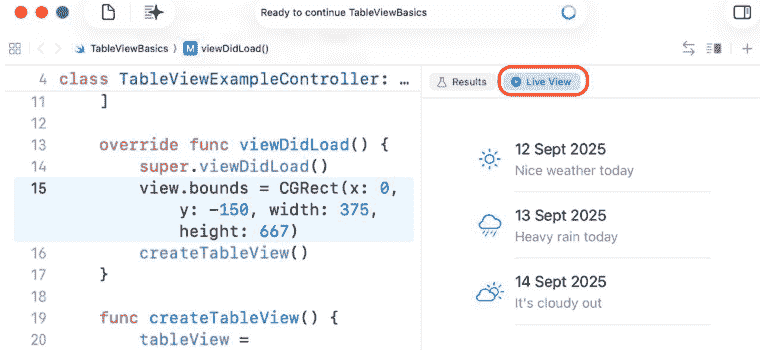 Ready to continue TableViewBasics
TableViewBasics ⟩ M viewDidLoad()
4 class TableViewExampleController: …
11 ]
12
13 override func viewDidLoad() {
14 super.viewDidLoad()
15 view.bounds = CGRect(x: 0,
y: -150, width: 375,
height: 667)
16 createTableView()
17 }
18
19 func createTableView() {
20 tableView =
Results Live View
12 Sept 2025
Nice weather today
13 Sept 2025
Heavy rain today
14 Sept 2025
It's cloudy out